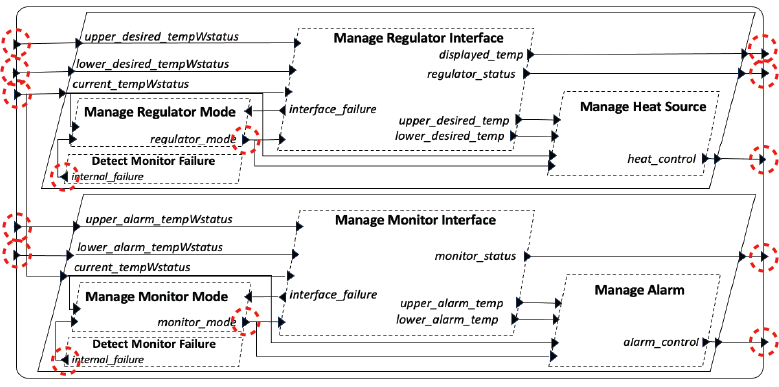 upper_desired_tempWstatus
Manage Regulator Interface
displayed_temp
lower_desired_tempWstatus
regulator_status
current_tempWstatus
Manage Regulator Mode
interface_failure
Manage Heat Source
upper_desired_temp
regulator_mode
lower_desired_temp
Detect Monitor Failure
heat_control
internal_failure
upper_alarm_tempWstatus
Manage Monitor Interface
lower_alarm_tempWstatus
monitor_status
current_tempWstatus
Manage Monitor Mode
interface_failure
Manage Alarm
upper_alarm_temp
monitor_mode
lower_alarm_temp
Detect Monitor Failure
alarm_control
internal_failure